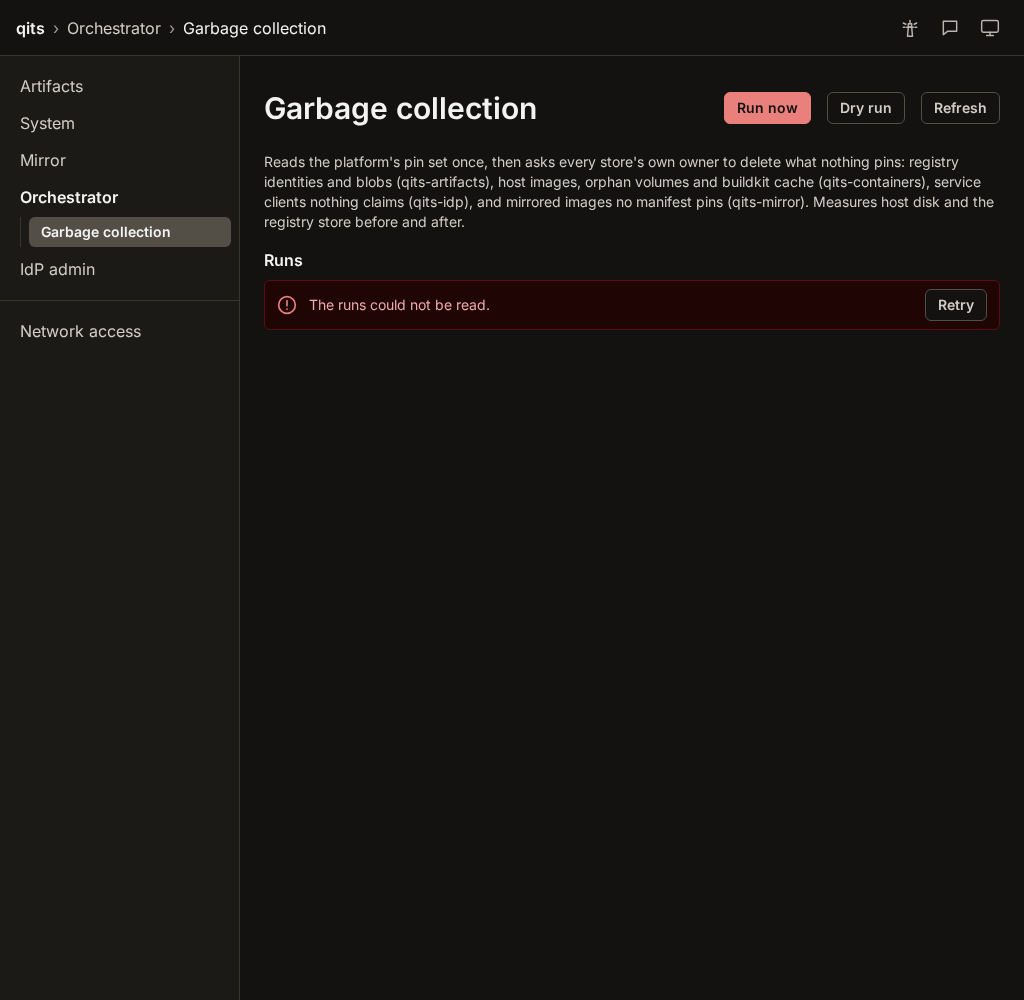 qits › Orchestrator › Garbage collection
Artifacts
System
Mirror
Orchestrator
Garbage collection
IdP admin
Network access
Garbage collection
Run now
Dry run
Refresh
Reads the platform's pin set once, then asks every store's own owner to delete what nothing pins: registry
identities and blobs (qits-artifacts), host images, orphan volumes and buildkit cache (qits-containers), service
clients nothing claims (qits-idp), and mirrored images no manifest pins (qits-mirror). Measures host disk and the
registry store before and after.
Runs
The runs could not be read.
Retry